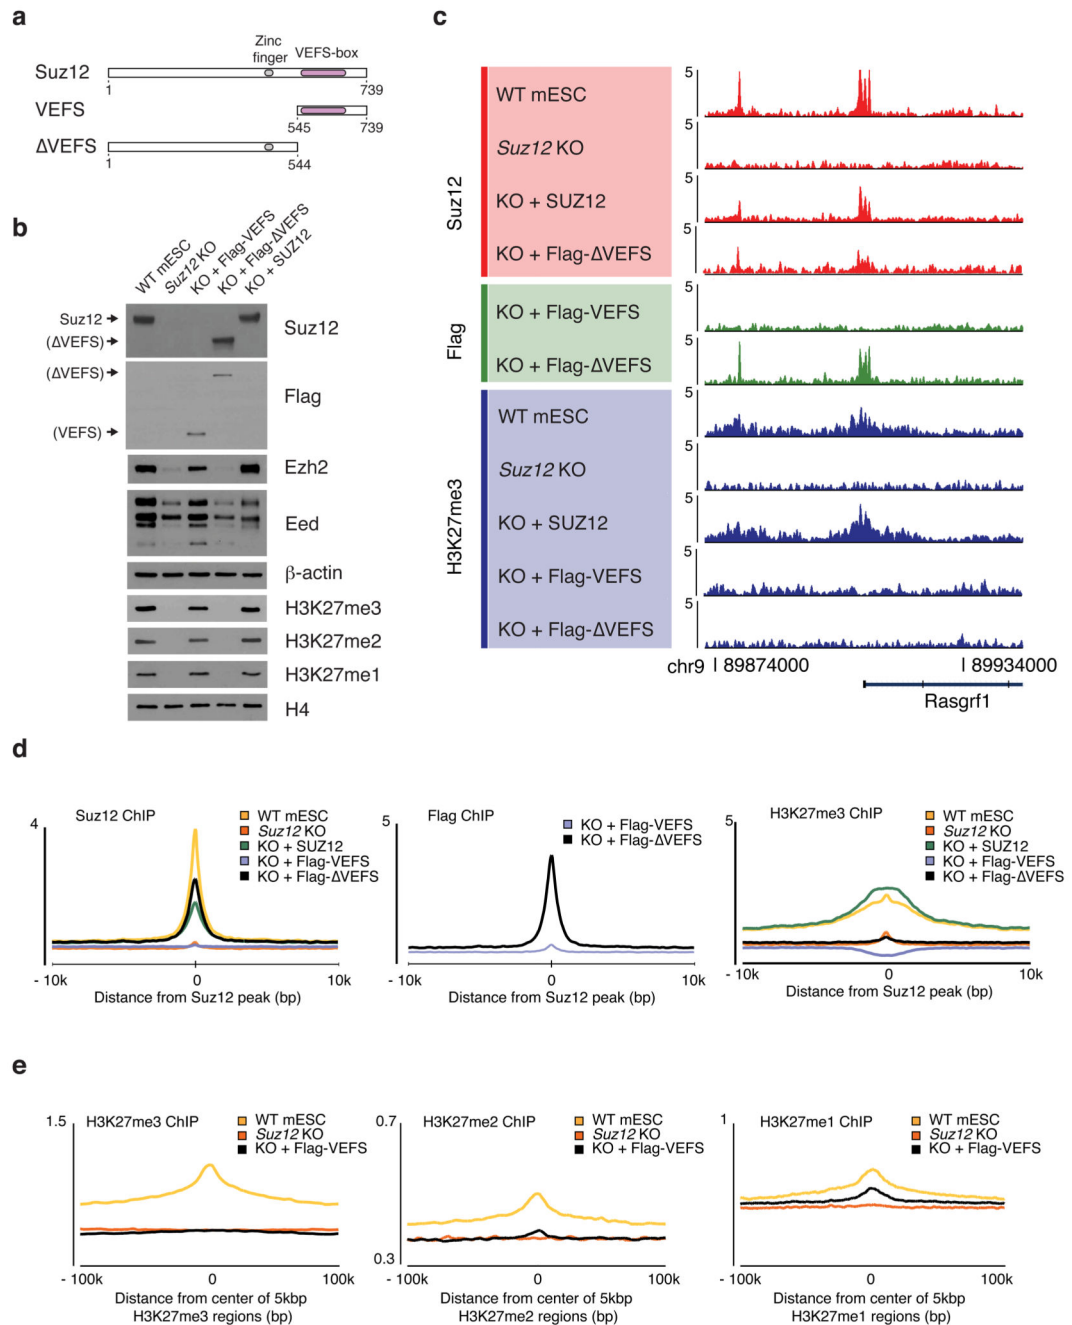 a
Zinc
finger
VEFS-box
Suz12
1
739
VEFS
545
739
ΔVEFS
1
544
b
WT mESC
Suz12 KO
KO + Flag-VEFS
KO + Flag-ΔVEFS
KO + SUZ12
Suz12
(ΔVEFS)
Suz12
(ΔVEFS)
(VEFS)
Flag
Ezh2
Eed
β-actin
H3K27me3
H3K27me2
H3K27me1
H4
c
Suz12
WT mESC
5
Suz12 KO
5
KO + SUZ12
5
KO + Flag-ΔVEFS
5
Flag
KO + Flag-VEFS
5
KO + Flag-ΔVEFS
5
H3K27me3
WT mESC
5
Suz12 KO
5
KO + SUZ12
5
KO + Flag-VEFS
5
KO + Flag-ΔVEFS
5
chr9 89874000 89934000
Rasgrf1
d
4
Suz12 ChIP
WT mESC
Suz12 KO
KO + SUZ12
KO + Flag-VEFS
KO + Flag-ΔVEFS
- 10k 0 10k
Distance from Suz12 peak (bp)
5
Flag ChIP
KO + Flag-VEFS
KO + Flag-ΔVEFS
- 10k 0 10k
Distance from Suz12 peak (bp)
5
H3K27me3 ChIP
WT mESC
Suz12 KO
KO + SUZ12
KO + Flag-VEFS
KO + Flag-ΔVEFS
- 10k 0 10k
Distance from Suz12 peak (bp)
e
1.5
H3K27me3 ChIP
WT mESC
Suz12 KO
KO + Flag-VEFS
- 100k 0 100k
Distance from center of 5kbp
H3K27me3 regions (bp)
0.7
H3K27me2 ChIP
WT mESC
Suz12 KO
KO + Flag-VEFS
0.3
- 100k 0 100k
Distance from center of 5kbp
H3K27me2 regions (bp)
1
H3K27me1 ChIP
WT mESC
Suz12 KO
KO + Flag-VEFS
- 100k 0 100k
Distance from center of 5kbp
H3K27me1 regions (bp)